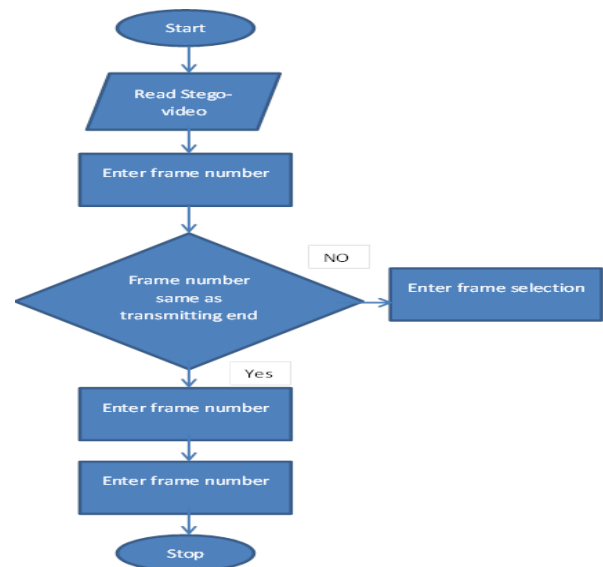 Start
Read Stego-
video
Enter frame number
Frame number
same as
transmitting end
NO
Enter frame selection
Yes
Enter frame number
Enter frame number
Stop